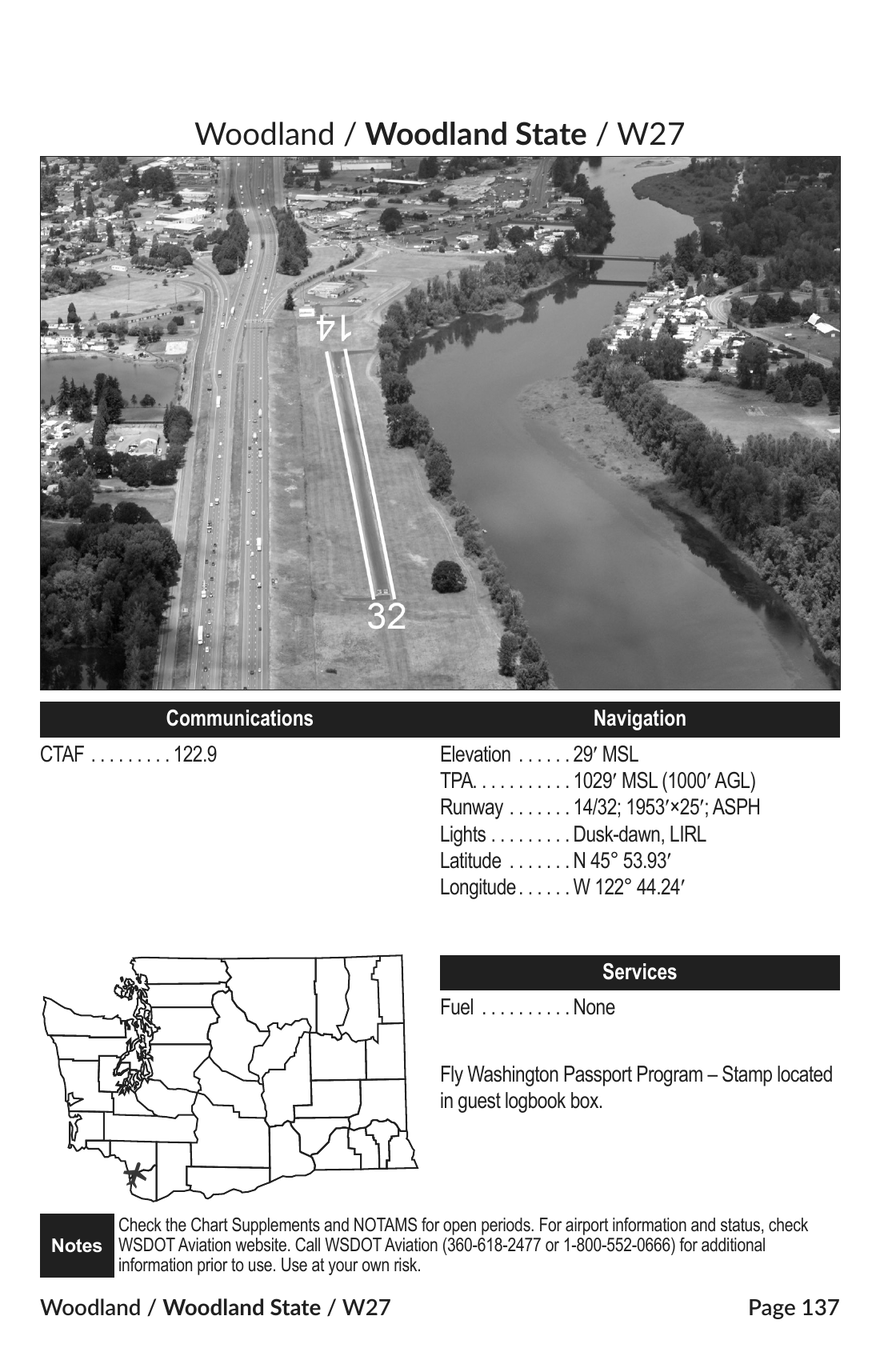 Woodland / Woodland State / W27
14
32
Communications
CTAF . . . . . . . . . 122.9
Navigation
Elevation . . . . . . 29′ MSL
TPA. . . . . . . . . . . 1029′ MSL (1000′ AGL)
Runway . . . . . . . 14/32; 1953′×25′; ASPH
Lights . . . . . . . . . Dusk-dawn, LIRL
Latitude . . . . . . . N 45° 53.93′
Longitude . . . . . . W 122° 44.24′
Services
Fuel . . . . . . . . . . None
Fly Washington Passport Program – Stamp located
in guest logbook box.
Notes
Check the Chart Supplements and NOTAMS for open periods. For airport information and status, check
WSDOT Aviation website. Call WSDOT Aviation (360-618-2477 or 1-800-552-0666) for additional
information prior to use. Use at your own risk.
Woodland / Woodland State / W27
Page 137